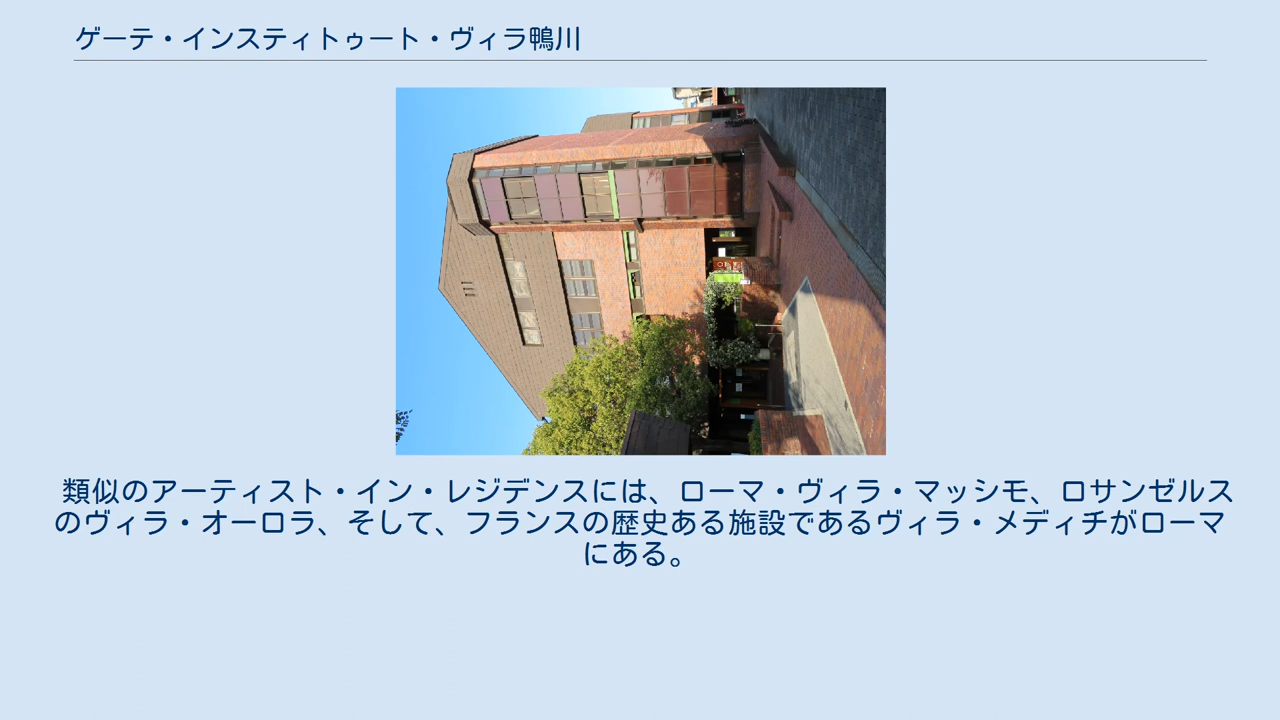 ゲーテ・インスティトゥート・ヴィラ鴨川
類似のアーティスト・イン・レジデンスには、ローマ・ヴィラ・マッシモ、ロサンゼルス
のヴィラ・オーロラ、そして、フランスの歴史ある施設であるヴィラ・メディチがローマ
にある。